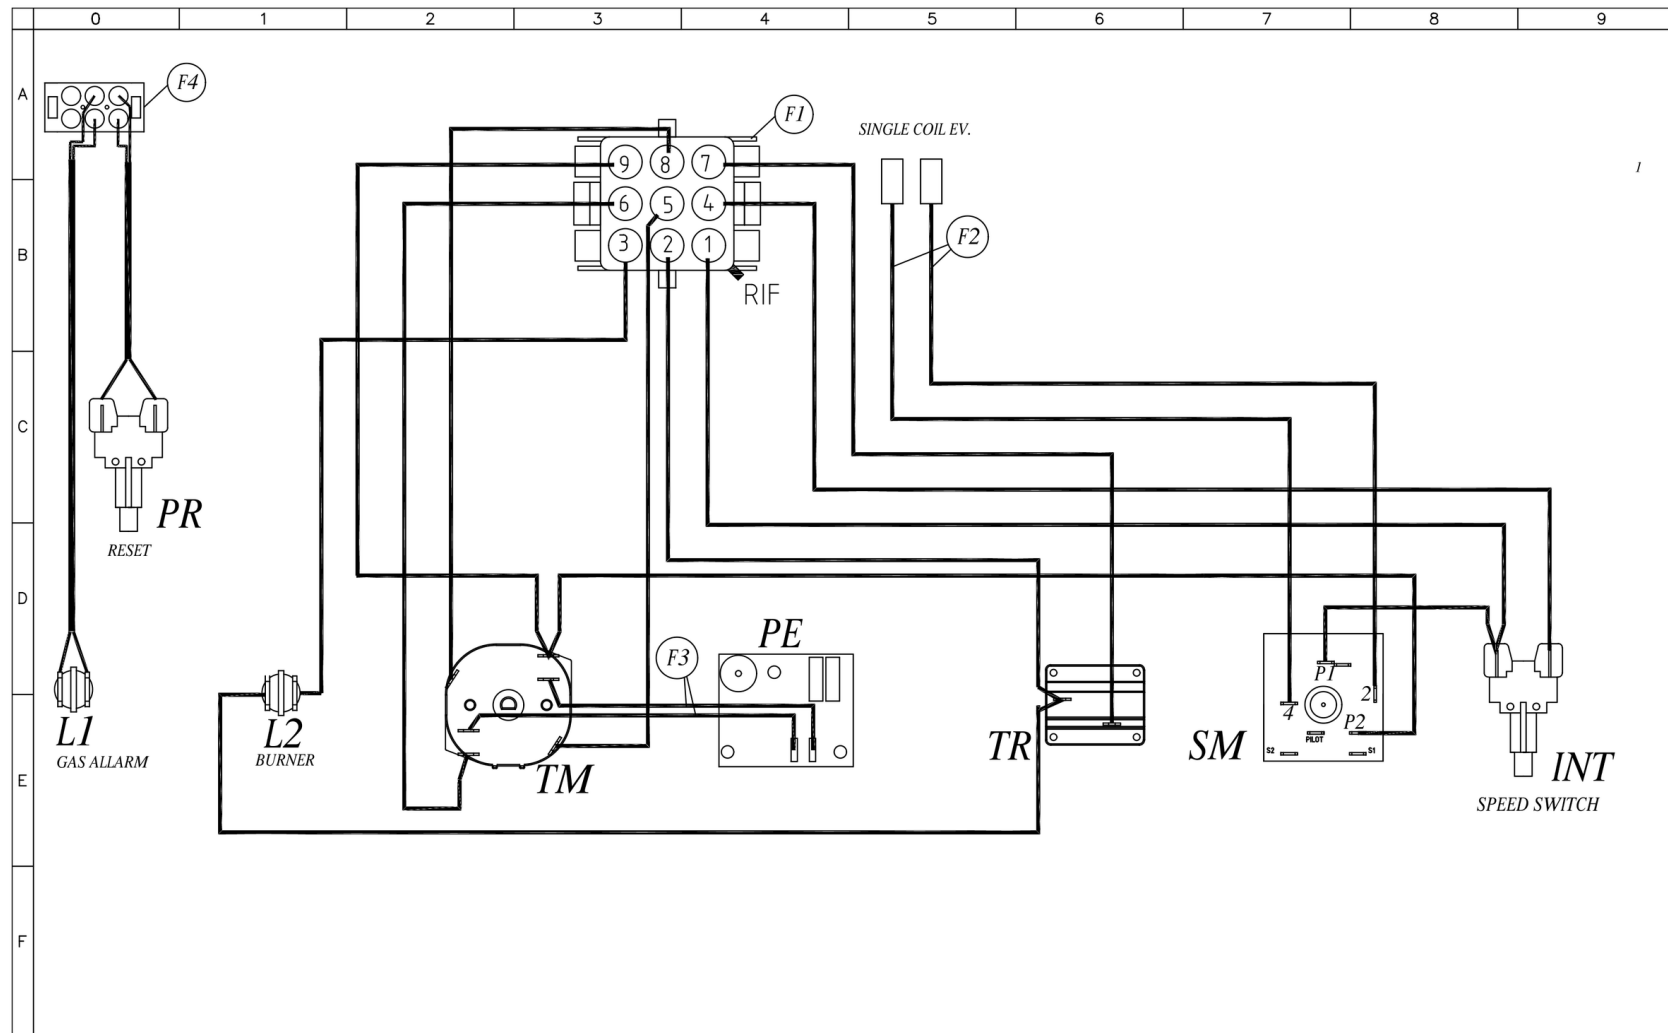 0 1 2 3 4 5 6 7 8 9
A
F4
F1
SINGLE COIL EV.
9 8 7
1
6 5 4
B
F2
3 2 1
RIF
C
PR
RESET
D
PE
F3
P1
2
4
P2
PILOT
S2
S1
L1
L2
TM
TR
SM
INT
GAS ALLARM
BURNER
E
SPEED SWITCH
F